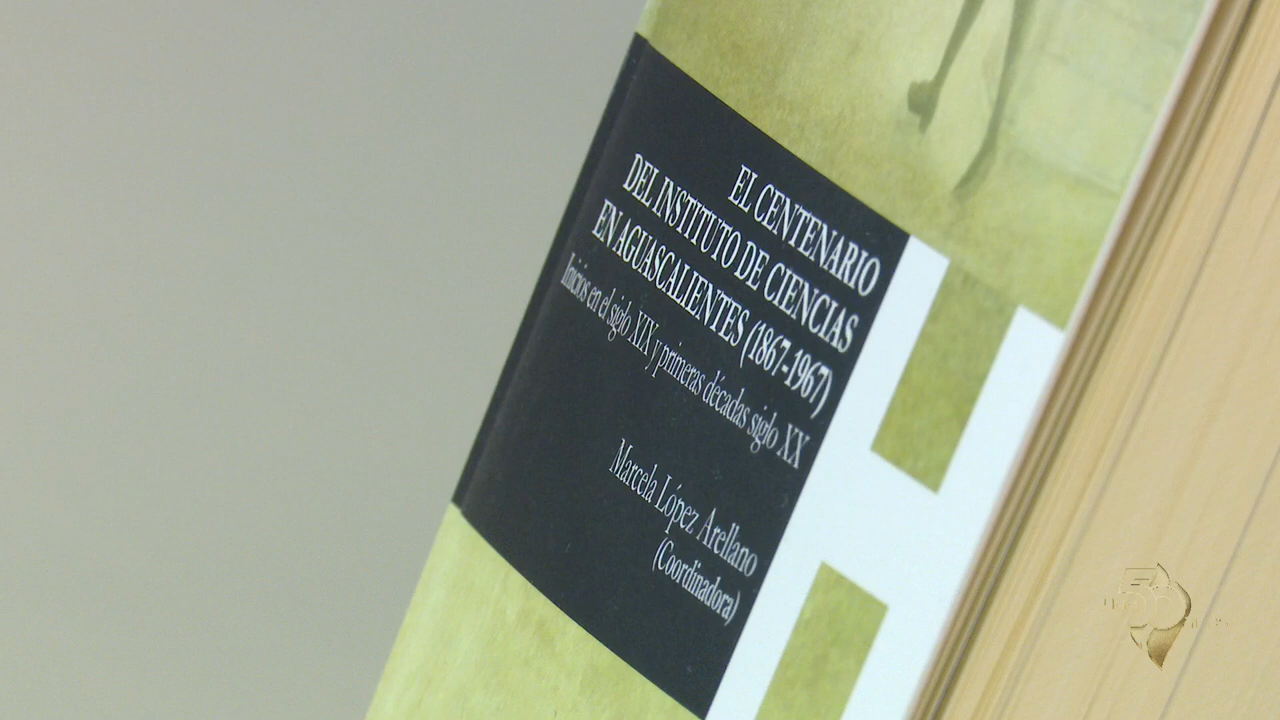 EL CENTENARIO
DEL INSTITUTO DE CIENCIAS
EN AGUASCALIENTES (1867-1967)
Inicios en el siglo XIX y primeras décadas siglo XX
Marcela López Arellano
(Coordinadora)
H
50